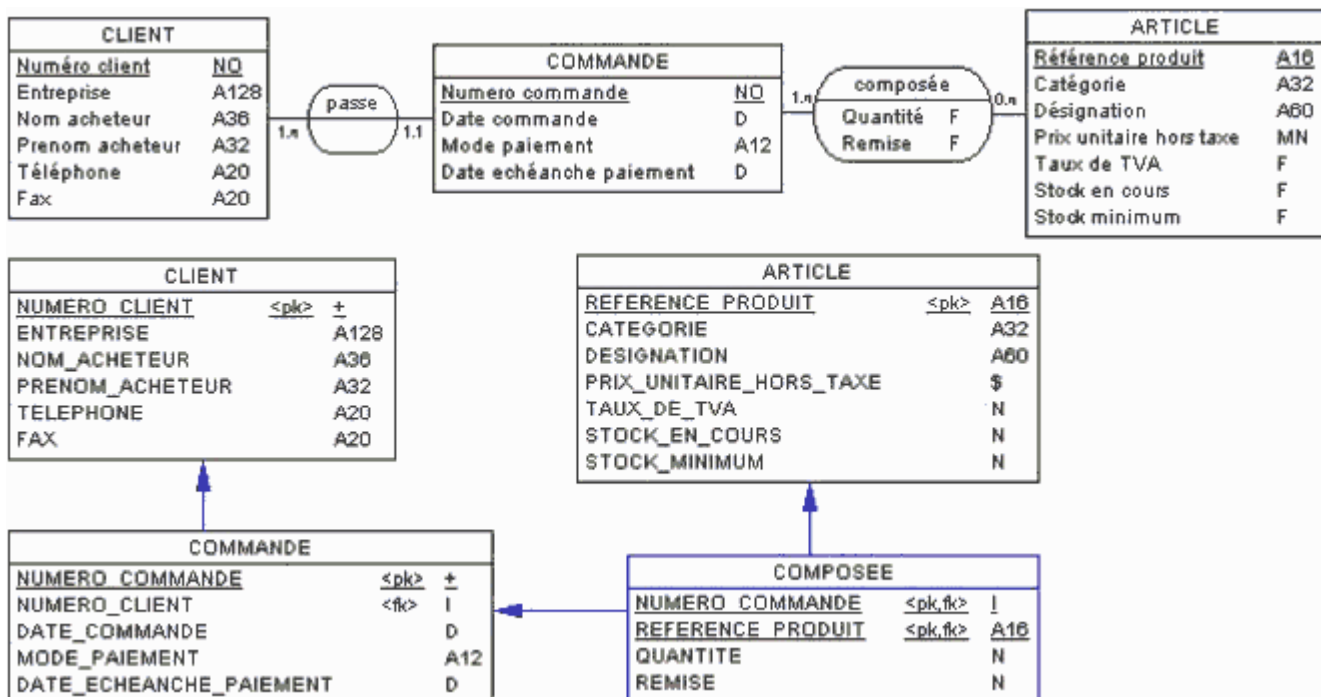 CLIENT
Numéro client NO
Entreprise A128
Nom acheteur A36
Prenom acheteur A32
Téléphone A20
Fax A20
1.n
passe
1.1
COMMANDE
Numero commande NO
Date commande D
Mode paiement A12
Date echéanche paiement D
1.n
composée
Quantité F
Remise F
0.n
ARTICLE
Référence produit A16
Catégorie A32
Désignation A60
Prix unitaire hors taxe MN
Taux de TVA F
Stock en cours F
Stock minimum F
CLIENT
NUMERO_CLIENT <pk> +
ENTREPRISE A128
NOM_ACHETEUR A36
PRENOM_ACHETEUR A32
TELEPHONE A20
FAX A20
ARTICLE
REFERENCE_PRODUIT <pk> A16
CATEGORIE A32
DESIGNATION A60
PRIX_UNITAIRE_HORS_TAXE $
TAUX_DE_TVA N
STOCK_EN_COURS N
STOCK_MINIMUM N
COMMANDE
NUMERO_COMMANDE <pk> +
NUMERO_CLIENT <fk> I
DATE_COMMANDE D
MODE_PAIEMENT A12
DATE_ECHEANCHE_PAIEMENT D
COMPOSEE
NUMERO_COMMANDE <pk,fk> I
REFERENCE_PRODUIT <pk,fk> A16
QUANTITE N
REMISE N